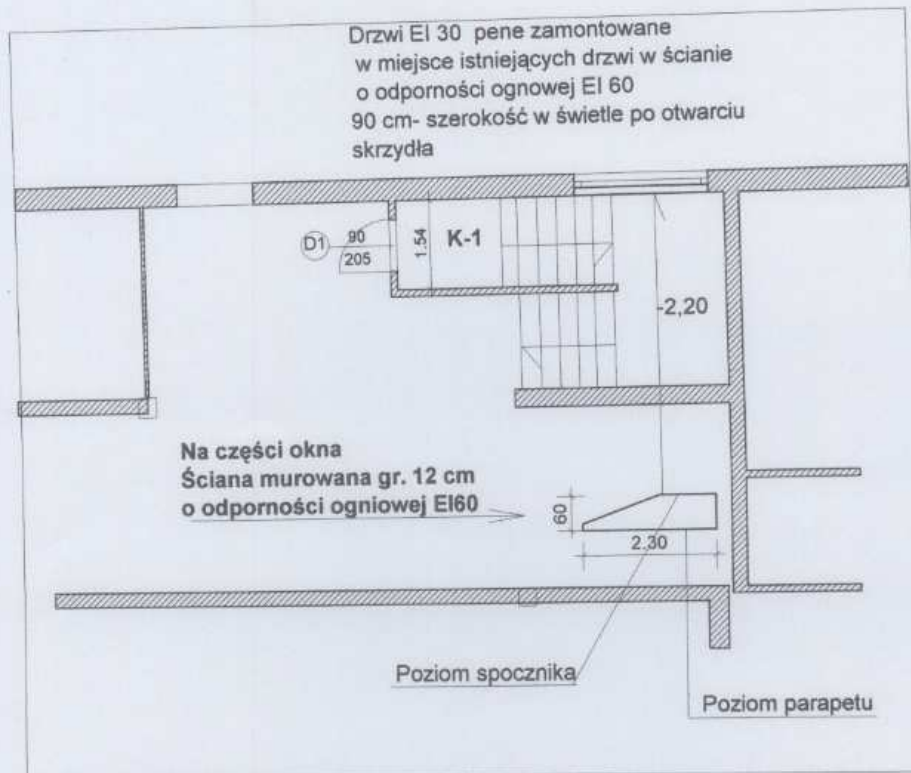 Drzwi EI 30 pene zamontowane
w miejsce istniejących drzwi w ścianie
o odporności ognowej EI 60
90 cm- szerokość w świetle po otwarciu
skrzydła
D1
90
205
1.54
K-1
-2,20
Na części okna
Ściana murowana gr. 12 cm
o odporności ogniowej EI60
60
2.30
Poziom spocznika
Poziom parapetu